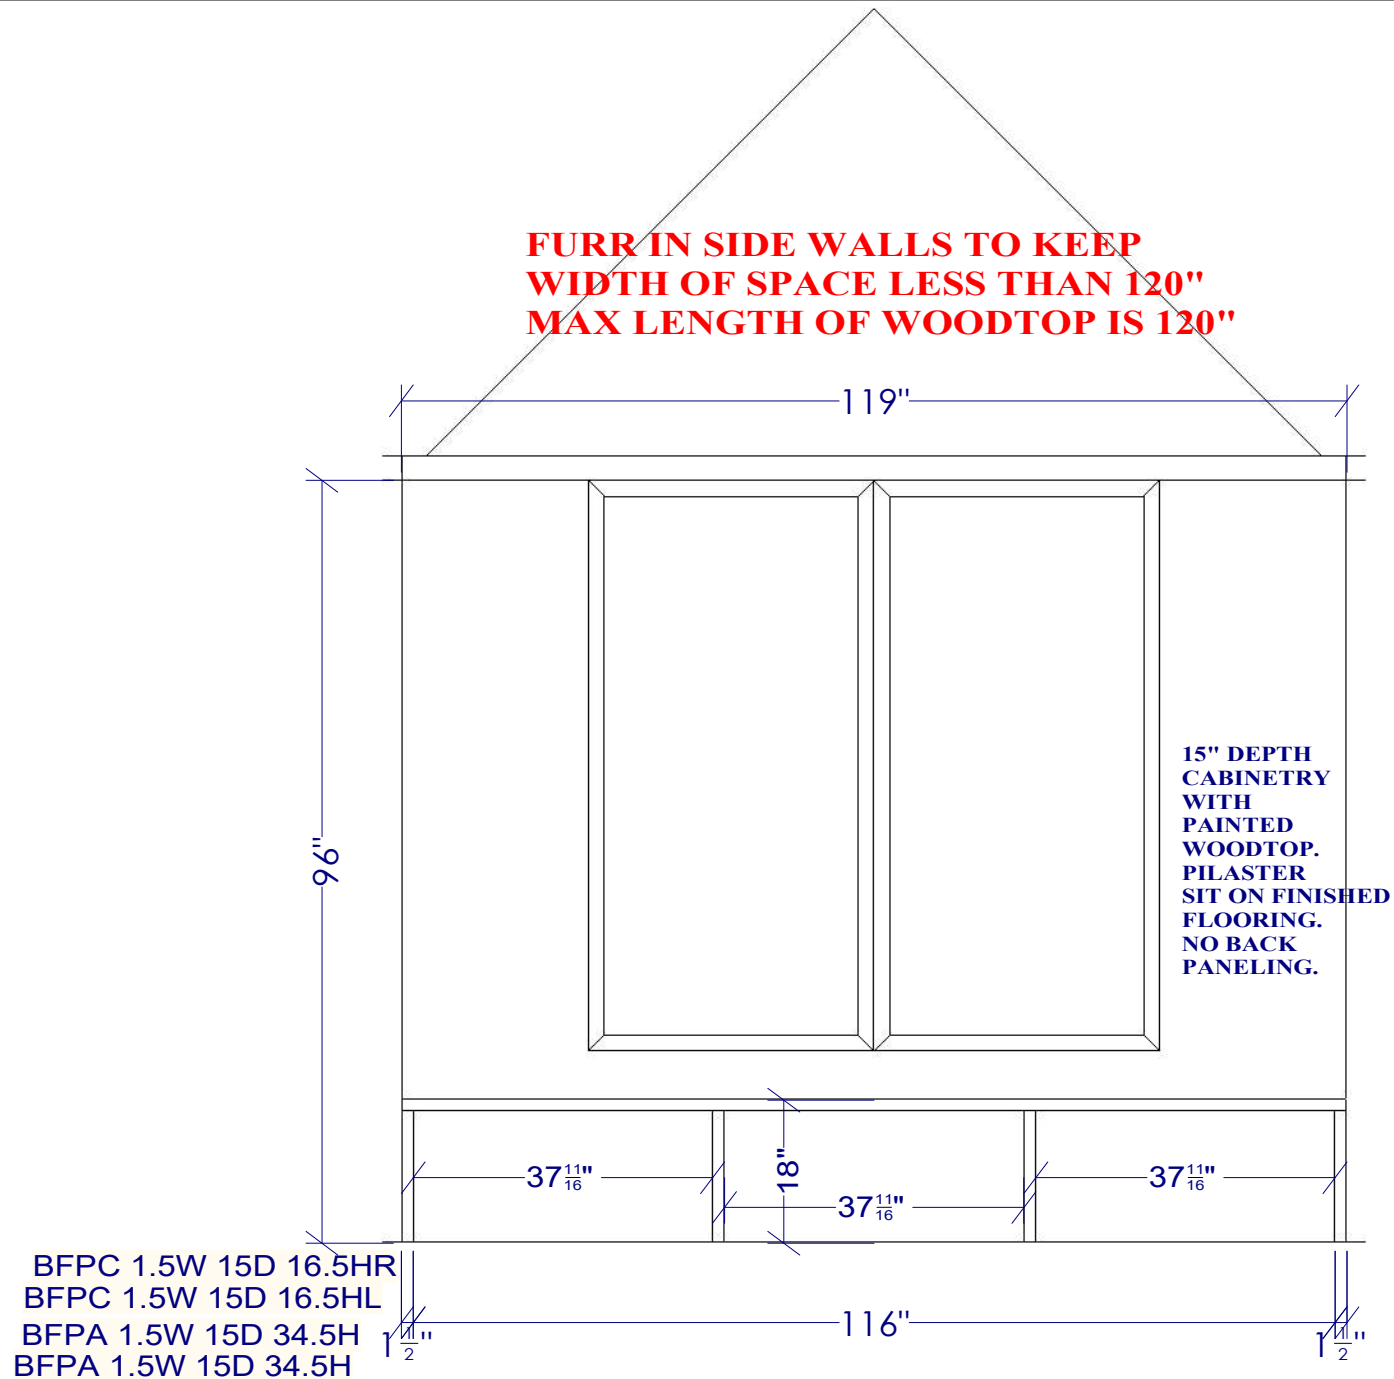 FURR IN SIDE WALLS TO KEEP
WIDTH OF SPACE LESS THAN 120"
MAX LENGTH OF WOODTOP IS 120"
119"
96"
15" DEPTH
CABINETRY
WITH
PAINTED
WOODTOP.
PILASTER
SIT ON FINISHED
FLOORING.
NO BACK
PANELING.
18"
37 11/16"
37 11/16"
37 11/16"
BFPC 1.5W 15D 16.5HR
BFPC 1.5W 15D 16.5HL
BFPA 1.5W 15D 34.5H
BFPA 1.5W 15D 34.5H
1 1/2"
116"
1 1/2"